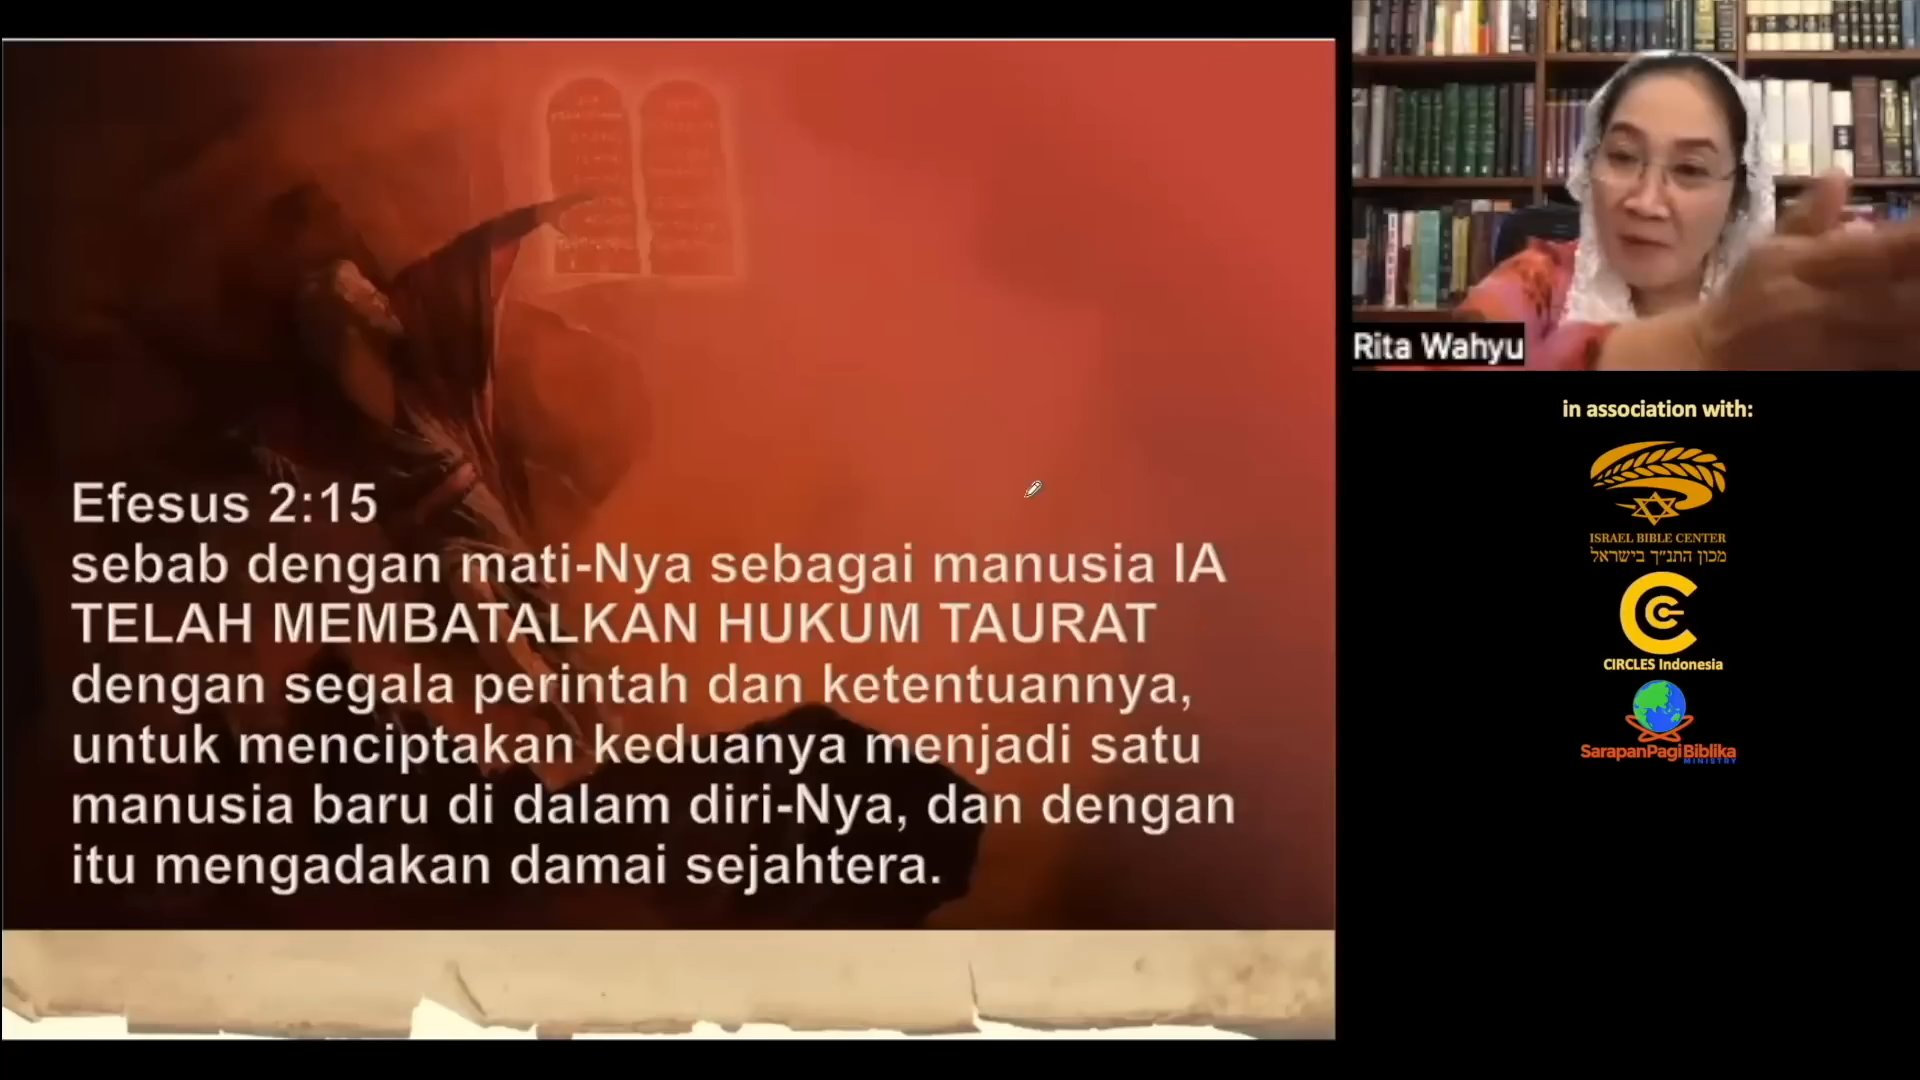 Efesus 2:15
sebab dengan mati-Nya sebagai manusia IA
TELAH MEMBATALKAN HUKUM TAURAT
dengan segala perintah dan ketentuannya,
untuk menciptakan keduanya menjadi satu
manusia baru di dalam diri-Nya, dan dengan
itu mengadakan damai sejahtera.
Rita Wahyu
in association with:
ISRAEL BIBLE CENTER
מכון התנ״ך בישראל
CIRCLES Indonesia
SarapanPagiBiblika
MINISTRY